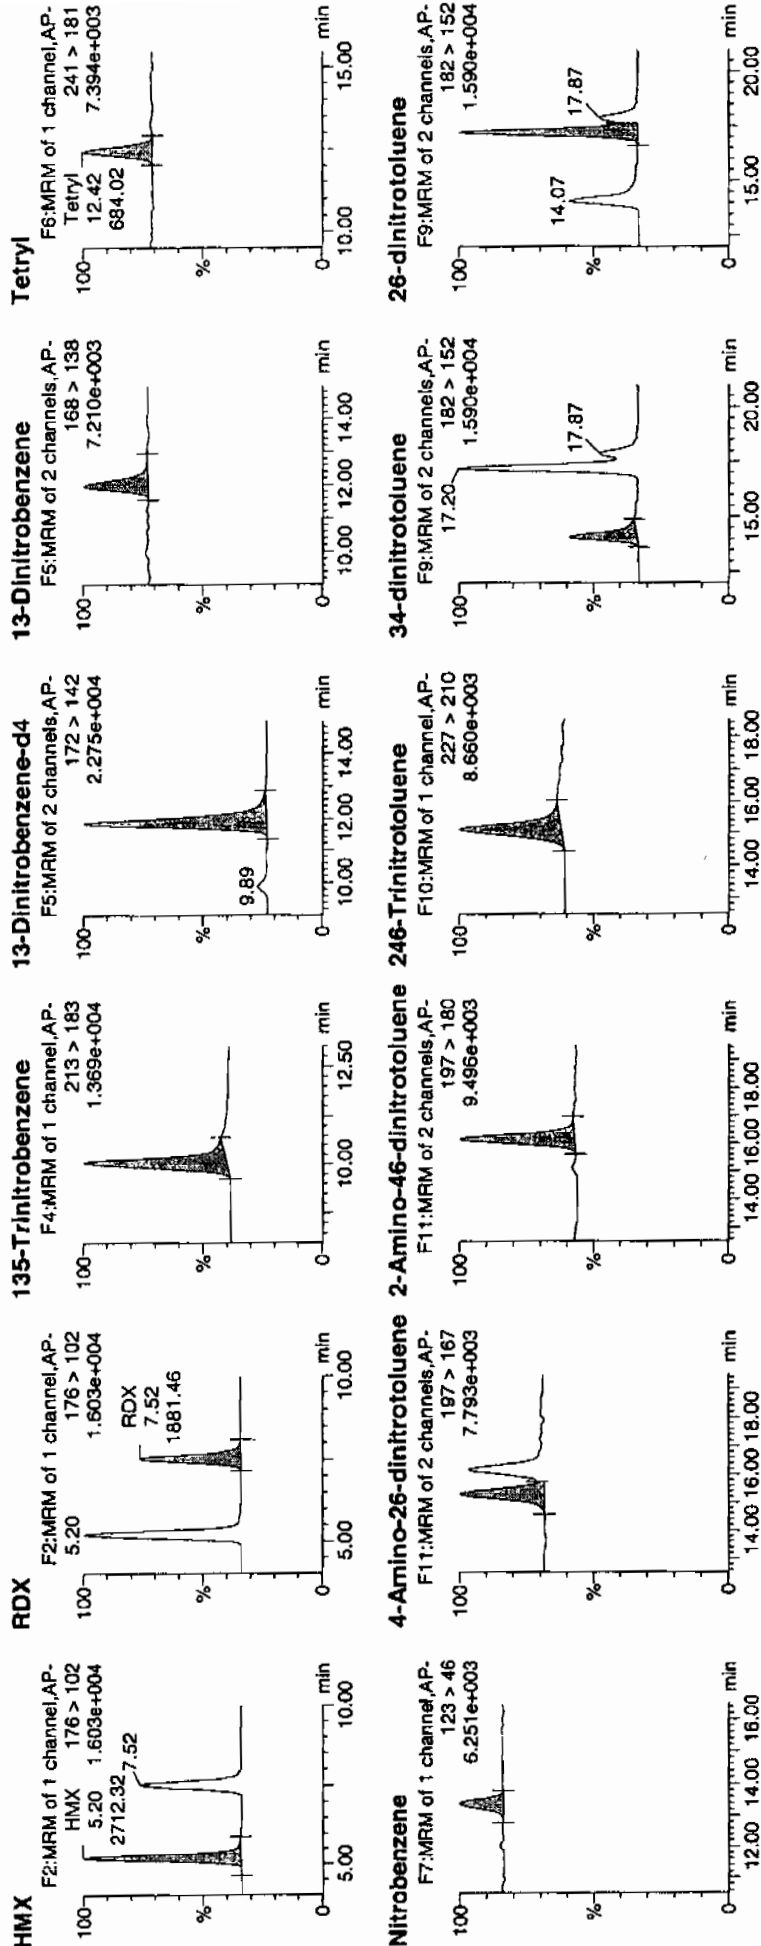 HMX
F2:MRM of 1 channel,AP-
HMX 176 > 102
5.20 1.603e+004
2712.32
7.52
100
%
0
5.00 10.00 min
RDX
F2:MRM of 1 channel,AP-
5.20 176 > 102
1.603e+004
RDX
7.52
1881.46
100
%
0
5.00 10.00 min
135-Trinitrobenzene
F4:MRM of 1 channel,AP-
213 > 183
1.369e+004
100
%
0
10.00 12.50 min
13-Dinitrobenzene-d4
F5:MRM of 2 channels,AP-
172 > 142
2.275e+004
9.89
100
%
0
10.00 12.00 14.00 min
13-Dinitrobenzene
F5:MRM of 2 channels,AP-
168 > 138
7.210e+003
100
%
0
10.00 12.00 14.00 min
Tetryl
F6:MRM of 1 channel,AP-
Tetryl 241 > 181
12.42 7.394e+003
684.02
100
%
0
10.00 15.00 min
Nitrobenzene
F7:MRM of 1 channel,AP-
123 > 46
6.251e+003
100
%
0
12.00 14.00 16.00 min
4-Amino-26-dinitrotoluene
F11:MRM of 2 channels,AP-
197 > 167
7.793e+003
100
%
0
14.00 16.00 18.00 min
2-Amino-46-dinitrotoluene
F11:MRM of 2 channels,AP-
197 > 180
9.496e+003
100
%
0
14.00 16.00 18.00 min
246-Trinitrotoluene
F10:MRM of 1 channel,AP-
227 > 210
8.660e+003
100
%
0
14.00 16.00 18.00 min
34-dinitrotoluene
F9:MRM of 2 channels,AP-
17.20 182 > 152
1.590e+004
17.87
100
%
0
15.00 20.00 min
26-dinitrotoluene
F9:MRM of 2 channels,AP-
182 > 152
1.590e+004
14.07
17.87
100
%
0
15.00 20.00 min